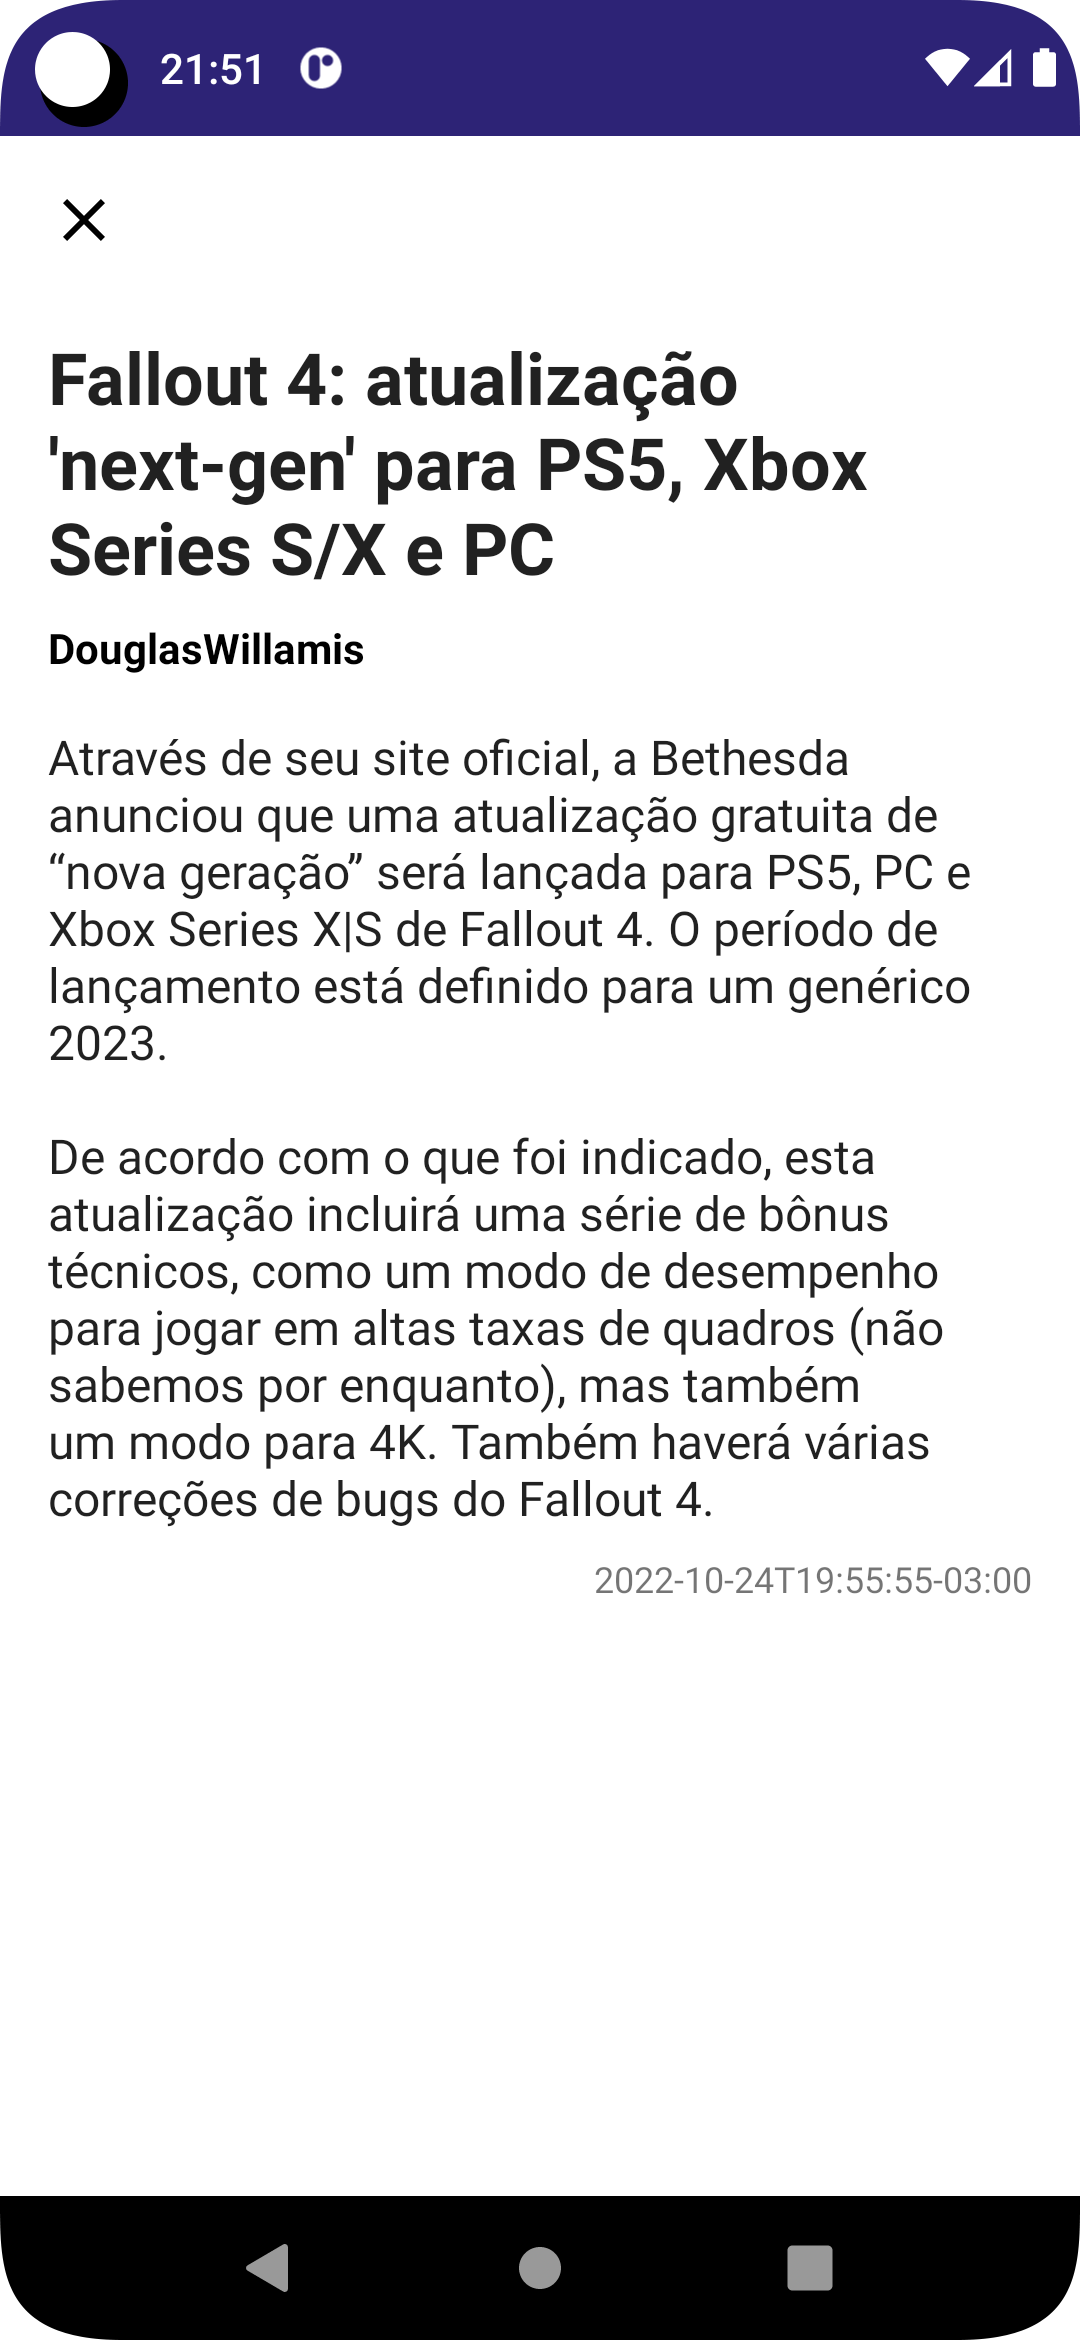 21:51
Fallout 4: atualização
'next-gen' para PS5, Xbox
Series S/X e PC
DouglasWillamis
Através de seu site oficial, a Bethesda
anunciou que uma atualização gratuita de
“nova geração” será lançada para PS5, PC e
Xbox Series X|S de Fallout 4. O período de
lançamento está definido para um genérico
2023.
De acordo com o que foi indicado, esta
atualização incluirá uma série de bônus
técnicos, como um modo de desempenho
para jogar em altas taxas de quadros (não
sabemos por enquanto), mas também
um modo para 4K. Também haverá várias
correções de bugs do Fallout 4.
2022-10-24T19:55:55-03:00